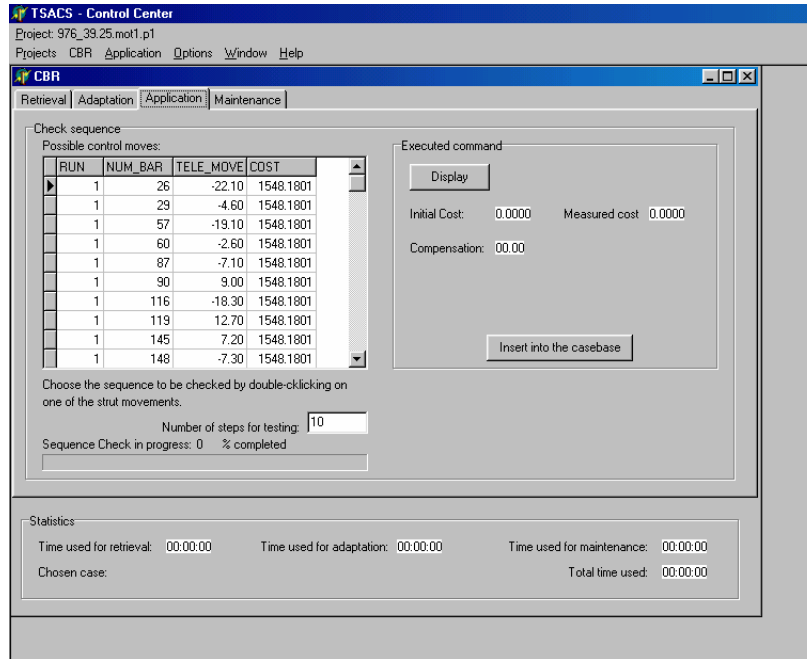 TSACS - Control Center
Project: 976_39.25.mot1.p1
Projects CBR Application Options Window Help
CBR
Retrieval Adaptation Application Maintenance
Check sequence
Possible control moves:
RUN NUM_BAR TELE_MOVE COST
1 26 -22.10 1548.1801
1 29 -4.60 1548.1801
1 57 -19.10 1548.1801
1 60 -2.60 1548.1801
1 87 -7.10 1548.1801
1 90 9.00 1548.1801
1 116 -18.30 1548.1801
1 119 12.70 1548.1801
1 145 7.20 1548.1801
1 148 -7.30 1548.1801
Choose the sequence to be checked by double-cklicking on
one of the strut movements.
Number of steps for testing: 10
Sequence Check in progress: 0 % completed
Executed command
Display
Initial Cost: 0.0000 Measured cost 0.0000
Compensation: 00.00
Insert into the casebase
Statistics
Time used for retrieval: 00:00:00 Time used for adaptation: 00:00:00 Time used for maintenance: 00:00:00
Chosen case: Total time used: 00:00:00